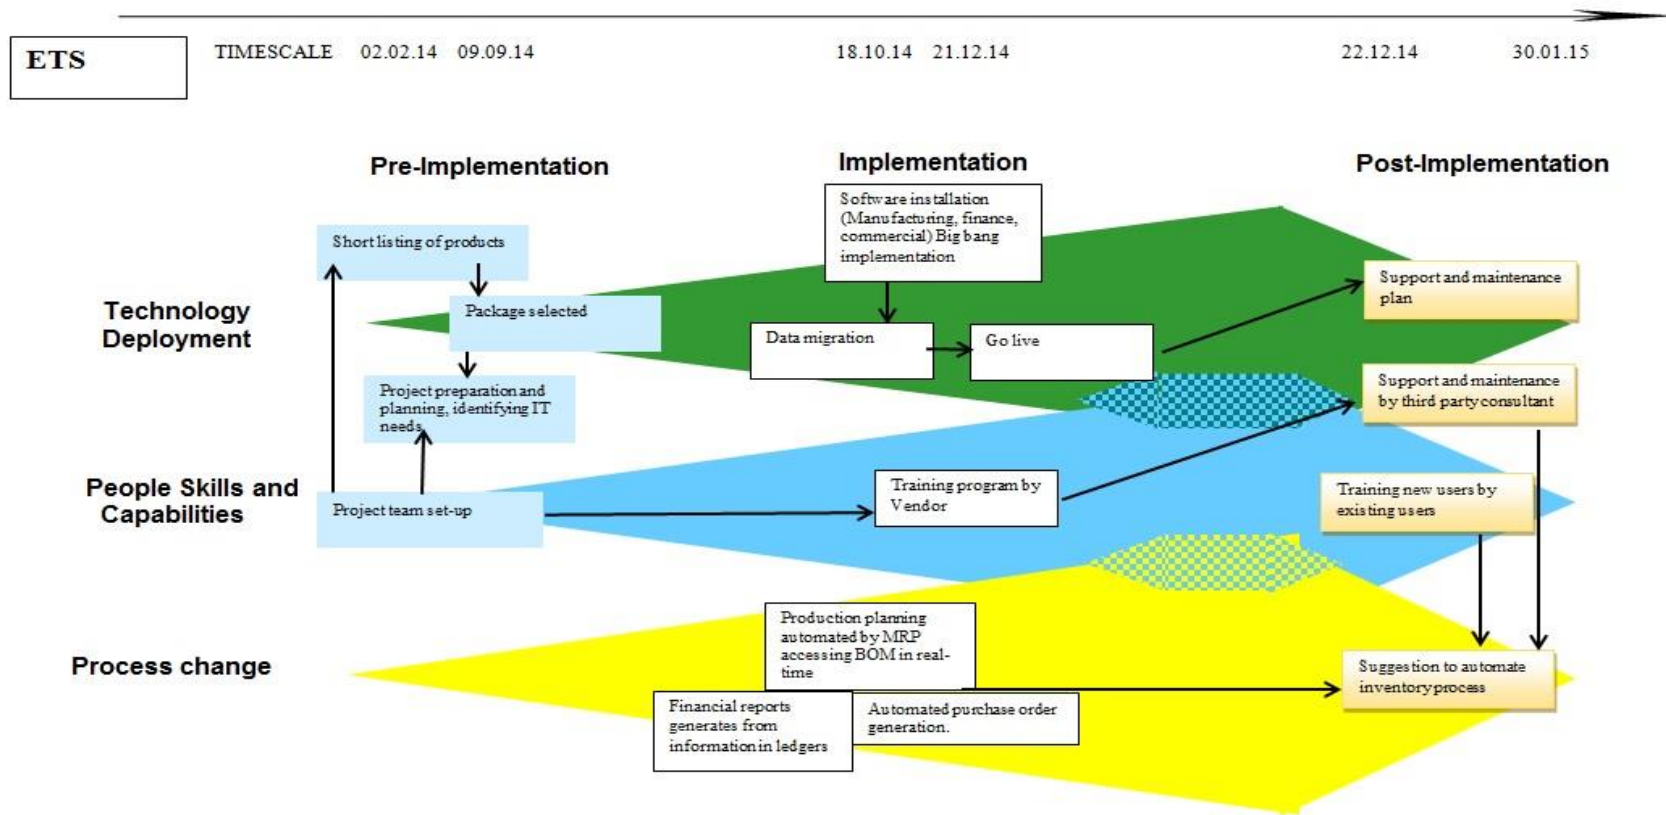 ETS
TIMESCALE 02.02.14 09.09.14 18.10.14 21.12.14 22.12.14 30.01.15
Pre-Implementation
Implementation
Post-Implementation
Technology
Deployment
Short listing of products
Package selected
Project preparation and
planning, identifying IT
needs
Software installation
(Manufacturing, finance,
commercial) Big bang
implementation
Data migration
Go live
Support and maintenance
plan
Support and maintenance
by third party consultant
People Skills and
Capabilities
Project team set-up
Training program by
Vendor
Training new users by
existing users
Process change
Production planning
automated by MRP
accessing BOM in real-
time
Financial reports
generates from
information in ledgers
Automated purchase order
generation.
Suggestion to automate
inventory process